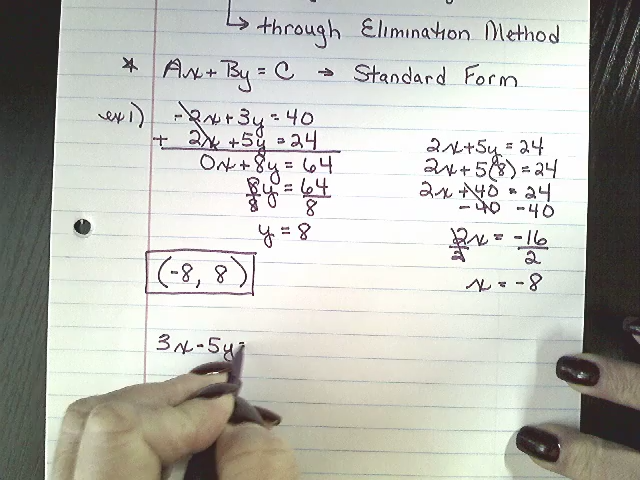 through Elimination Method
* Ax + By = C → Standard Form
ex 1) -2x + 3y = 40
+ 2x + 5y = 24
0x + 8y = 64
8y = 64
8 8
y = 8
(-8, 8)
2x + 5y = 24
2x + 5(8) = 24
2x + 40 = 24
-40 -40
2x = -16
2 2
x = -8
3x - 5y =